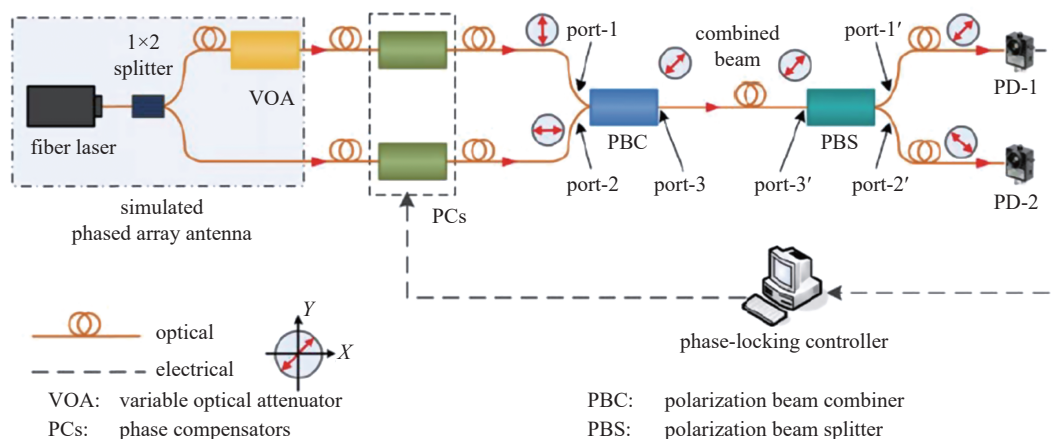 1×2
splitter
VOA
fiber laser
simulated
phased array antenna
PCs
port-1
port-2
PBC
port-3
combined
beam
port-3′
PBS
port-1′
port-2′
PD-1
PD-2
phase-locking controller
optical
electrical
Y
X
VOA: variable optical attenuator
PCs: phase compensators
PBC: polarization beam combiner
PBS: polarization beam splitter